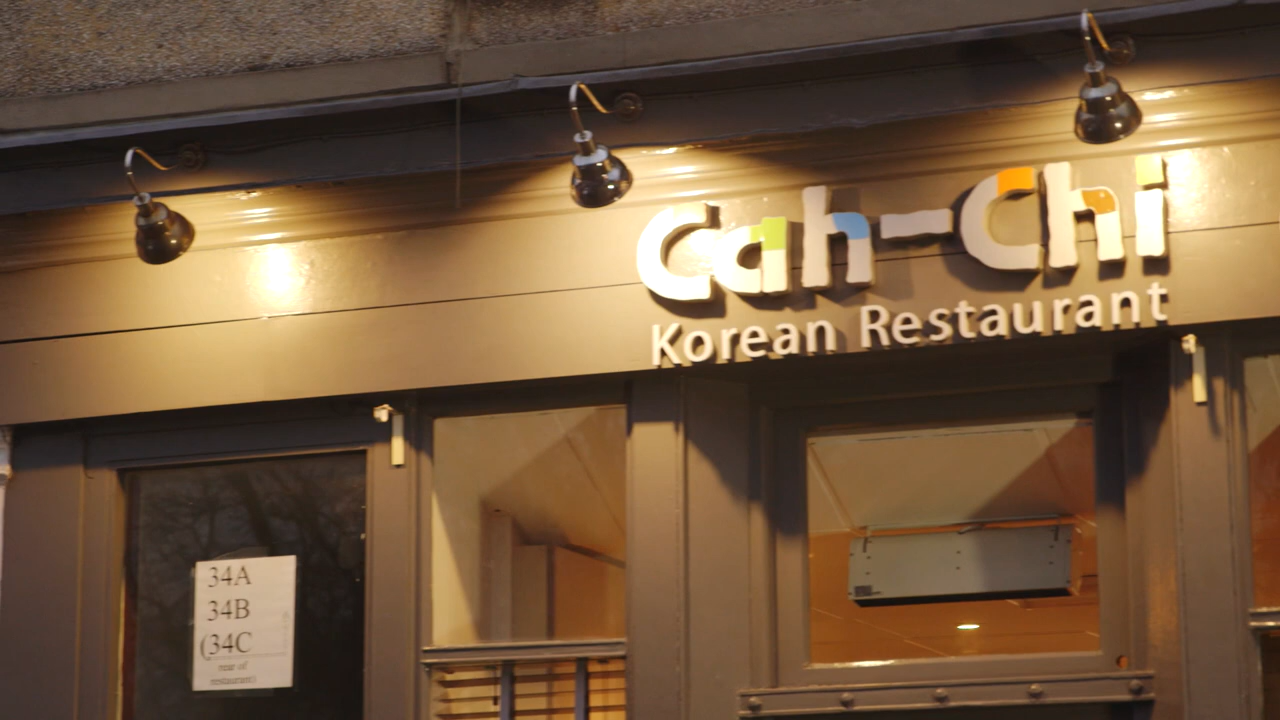 Cah-Chi
Korean Restaurant
34A
34B
(34C
rear of
restaurant)